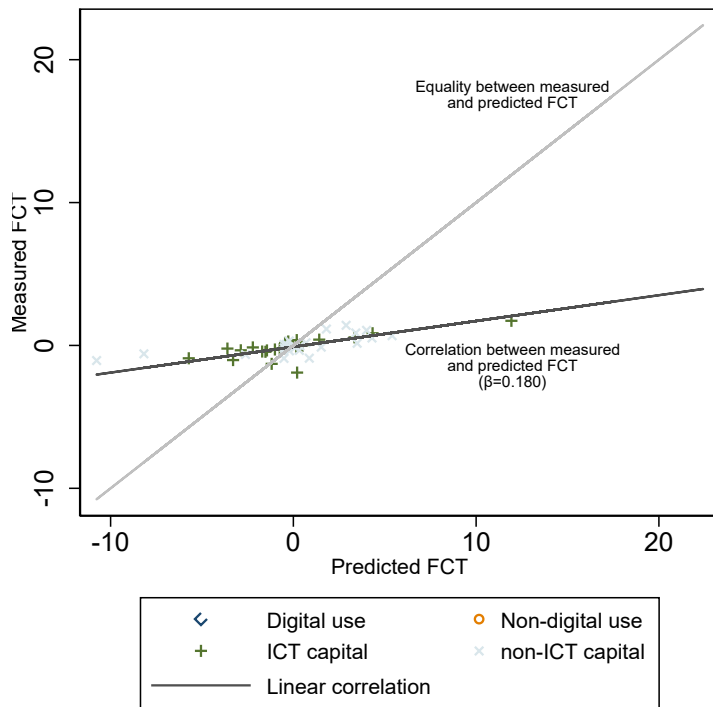 20
Equality between measured
and predicted FCT
10
Measured FCT
0
Correlation between measured
and predicted FCT
(β=0.180)
-10
-10 0 10 20
Predicted FCT
Digital use Non-digital use
ICT capital non-ICT capital
Linear correlation